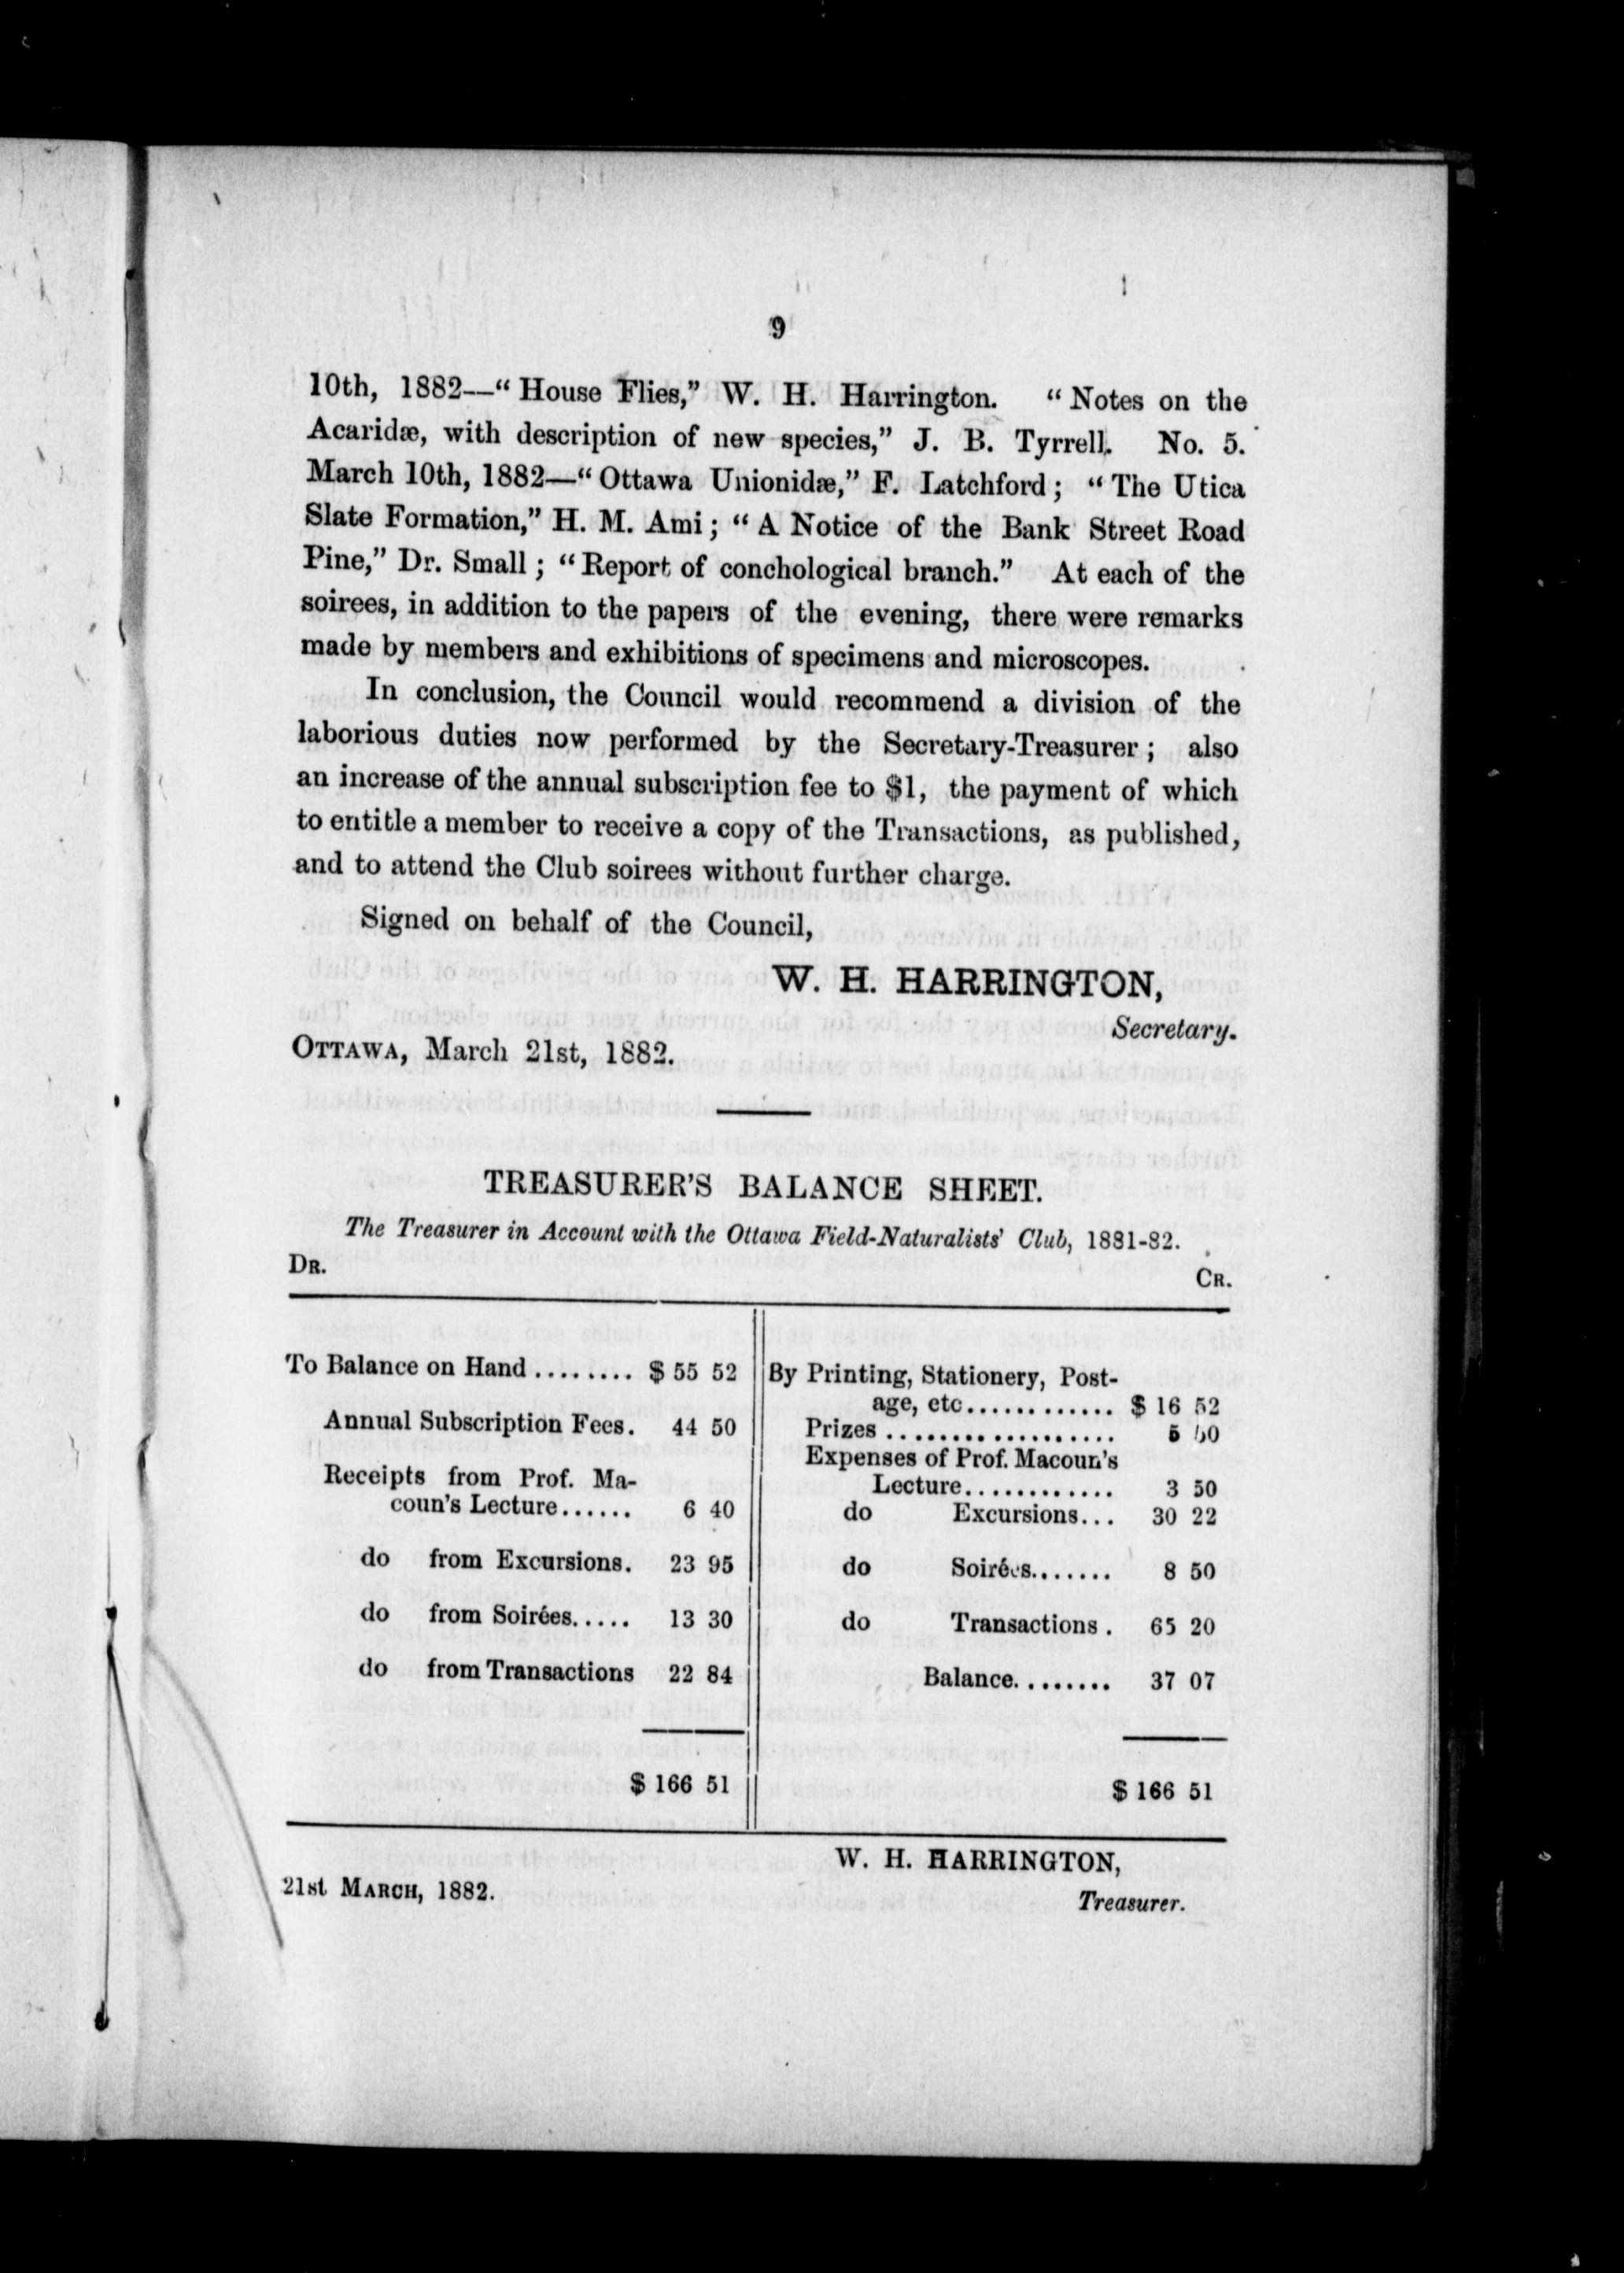 9
10th, 1882—“House Flies,” W. H. Harrington. “Notes on the
Acaridæ, with description of new species,” J. B. Tyrrell. No. 5.
March 10th, 1882—“Ottawa Unionidæ,” F. Latchford; “The Utica
Slate Formation,” H. M. Ami; “A Notice of the Bank Street Road
Pine,” Dr. Small; “Report of conchological branch.” At each of the
soirees, in addition to the papers of the evening, there were remarks
made by members and exhibitions of specimens and microscopes.
In conclusion, the Council would recommend a division of the
laborious duties now performed by the Secretary-Treasurer; also
an increase of the annual subscription fee to $1, the payment of which
to entitle a member to receive a copy of the Transactions, as published,
and to attend the Club soirees without further charge.
Signed on behalf of the Council,
W. H. HARRINGTON,
Secretary.
OTTAWA, March 21st, 1882.
TREASURER’S BALANCE SHEET.
The Treasurer in Account with the Ottawa Field-Naturalists’ Club, 1881-82.
DR.
CR.
To Balance on Hand ........ $ 55 52
Annual Subscription Fees. 44 50
Receipts from Prof. Ma-
coun’s Lecture...... 6 40
do from Excursions. 23 95
do from Soirées..... 13 30
do from Transactions 22 84
$ 166 51
By Printing, Stationery, Post-
age, etc............ $ 16 52
Prizes .................. 5 50
Expenses of Prof. Macoun’s
Lecture............ 3 50
do Excursions... 30 22
do Soirées....... 8 50
do Transactions . 65 20
Balance........ 37 07
$ 166 51
W. H. HARRINGTON,
Treasurer.
21st MARCH, 1882.